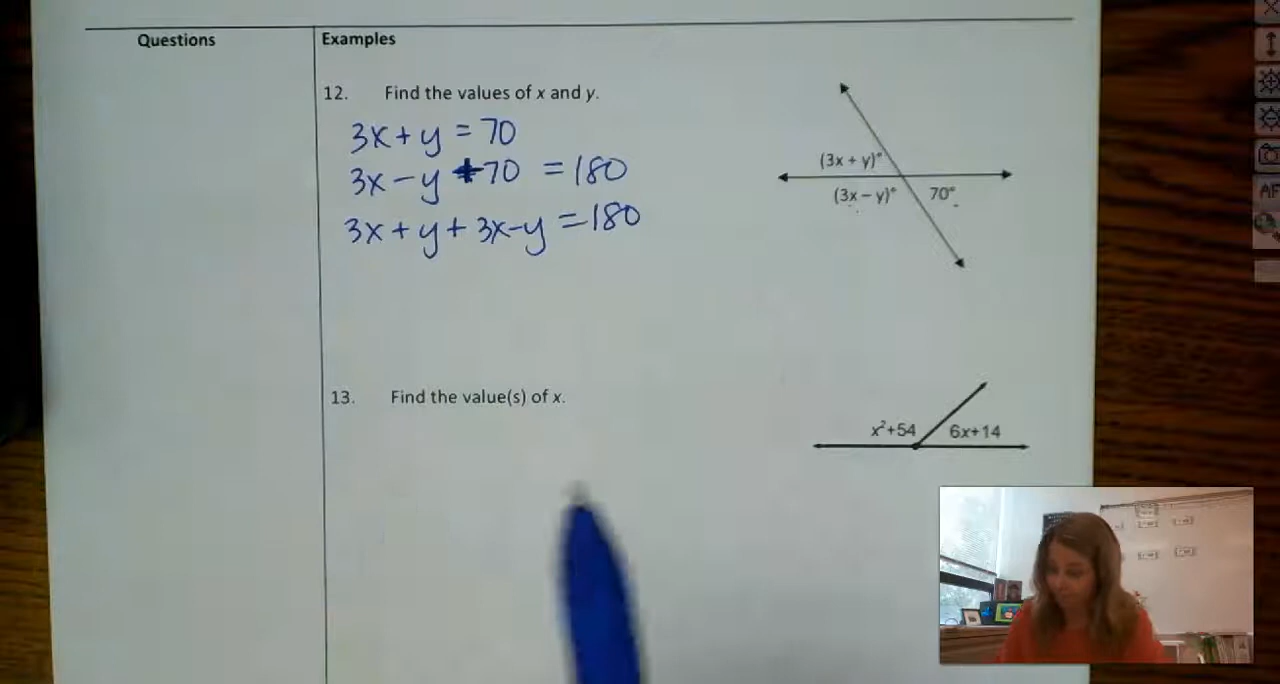 Questions
Examples
12. Find the values of x and y.
3x + y = 70
3x - y + 70 = 180
3x + y + 3x - y = 180
(3x + y)°
(3x – y)°
70°
13. Find the value(s) of x.
x²+54
6x+14
AF